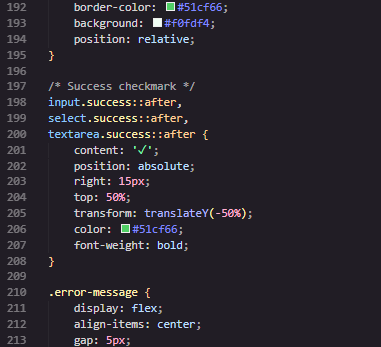 192 border-color: #51cf66;
193 background: #f0fdf4;
194 position: relative;
195 }
196
197 /* Success checkmark */
198 input.success::after,
199 select.success::after,
200 textarea.success::after {
201 content: '✓';
202 position: absolute;
203 right: 15px;
204 top: 50%;
205 transform: translateY(-50%);
206 color: #51cf66;
207 font-weight: bold;
208 }
209
210 .error-message {
211 display: flex;
212 align-items: center;
213 gap: 5px;